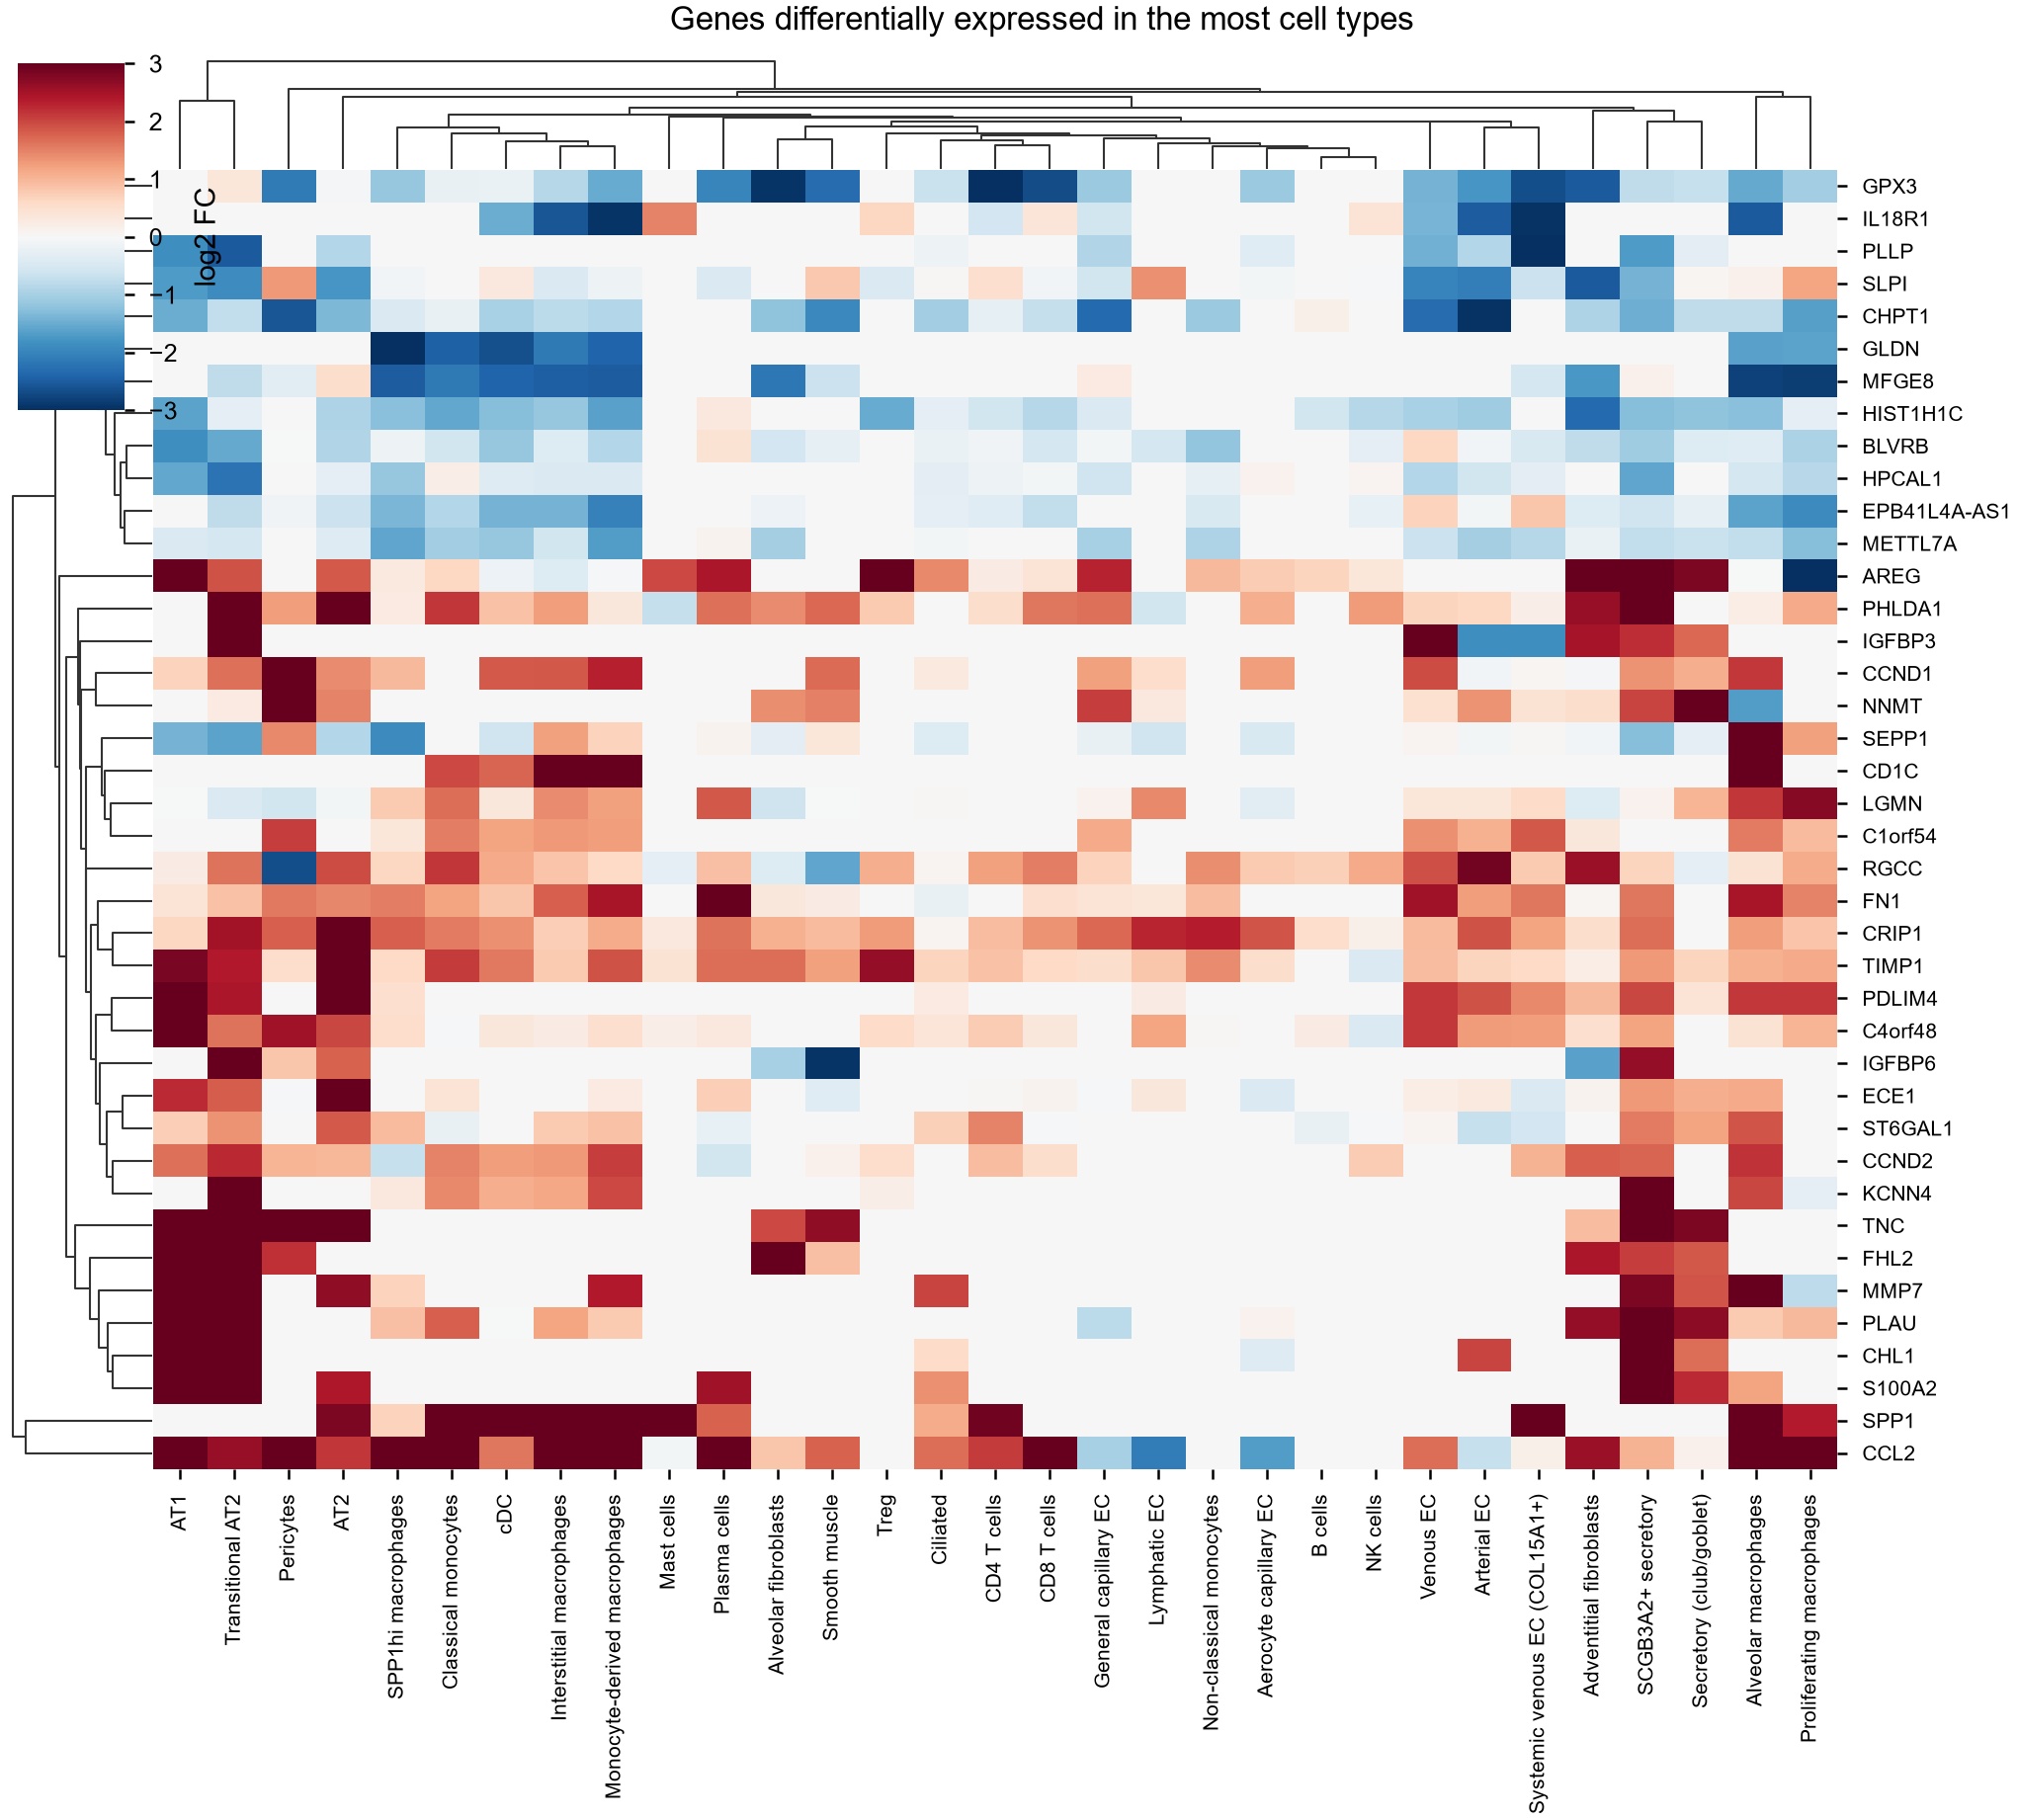 Genes differentially expressed in the most cell types
3
2
1
0
−1
−2
−3
log2 FC
GPX3
IL18R1
PLLP
SLPI
CHPT1
GLDN
MFGE8
HIST1H1C
BLVRB
HPCAL1
EPB41L4A-AS1
METTL7A
AREG
PHLDA1
IGFBP3
CCND1
NNMT
SEPP1
CD1C
LGMN
C1orf54
RGCC
FN1
CRIP1
TIMP1
PDLIM4
C4orf48
IGFBP6
ECE1
ST6GAL1
CCND2
KCNN4
TNC
FHL2
MMP7
PLAU
CHL1
S100A2
SPP1
CCL2
AT1
Transitional AT2
Pericytes
AT2
SPP1hi macrophages
Classical monocytes
cDC
Interstitial macrophages
Monocyte-derived macrophages
Mast cells
Plasma cells
Alveolar fibroblasts
Smooth muscle
Treg
Ciliated
CD4 T cells
CD8 T cells
General capillary EC
Lymphatic EC
Non-classical monocytes
Aerocyte capillary EC
B cells
NK cells
Venous EC
Arterial EC
Systemic venous EC (COL15A1+)
Adventitial fibroblasts
SCGB3A2+ secretory
Secretory (club/goblet)
Alveolar macrophages
Proliferating macrophages